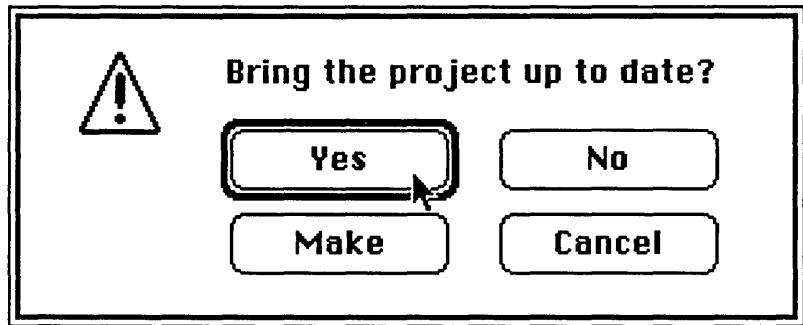 Bring the project up to date?
Yes No
Make Cancel